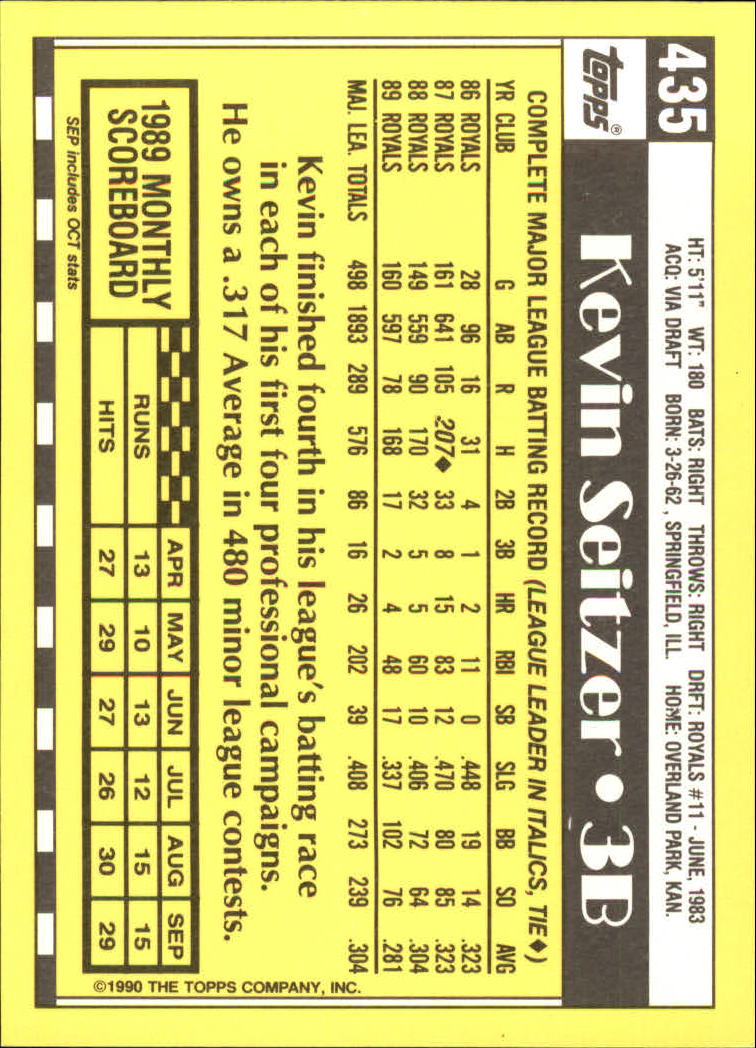 435
HT: 5'11" WT: 180 BATS: RIGHT THROWS: RIGHT DRFT: ROYALS #11 - JUNE, 1983
ACQ: VIA DRAFT BORN: 3-26-62, SPRINGFIELD, ILL. HOME: OVERLAND PARK, KAN.
topps®
Kevin Seitzer • 3B
COMPLETE MAJOR LEAGUE BATTING RECORD (LEAGUE LEADER IN ITALICS, TIE♦)
YR CLUB G AB R H 2B 3B HR RBI SB SLG BB SO AVG
86 ROYALS 28 96 16 31 4 1 2 11 0 .448 19 14 .323
87 ROYALS 161 641 105 207♦ 33 8 15 83 12 .470 80 85 .323
88 ROYALS 149 559 90 170 32 5 5 60 10 .406 72 64 .304
89 ROYALS 160 597 78 168 17 2 4 48 17 .337 102 76 .281
MAJ. LEA. TOTALS 498 1893 289 576 86 16 26 202 39 .408 273 239 .304
Kevin finished fourth in his league's batting race
in each of his first four professional campaigns.
He owns a .317 Average in 480 minor league contests.
1989 MONTHLY
SCOREBOARD
APR MAY JUN JUL AUG SEP
RUNS 13 10 13 12 15 15
HITS 27 29 27 26 30 29
SEP includes OCT stats
©1990 THE TOPPS COMPANY, INC.